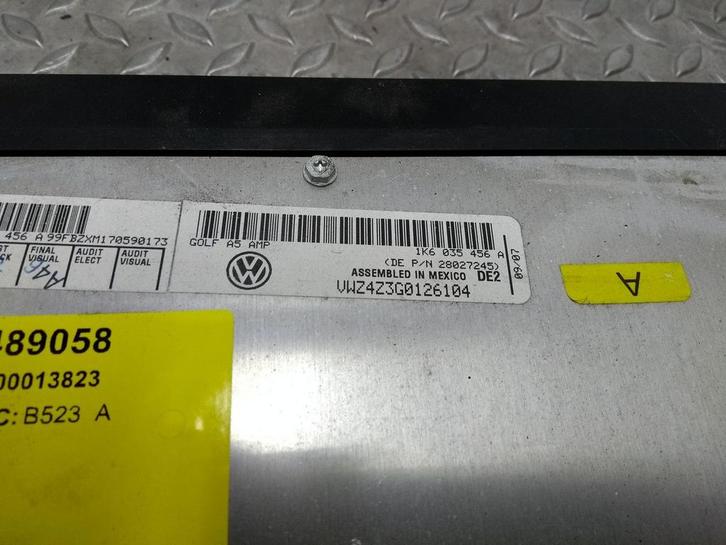 456 A 99FBZXM170590173
FINAL VISUAL
AUDIT ELECT
AUDIT VISUAL
GOLF A5 AMP
1K6 035 456 A
(DE P/N 28027245)
ASSEMBLED IN MEXICO DE2
VWZ4Z3G0126104
09/07
A
489058
00013823
C: B523 A